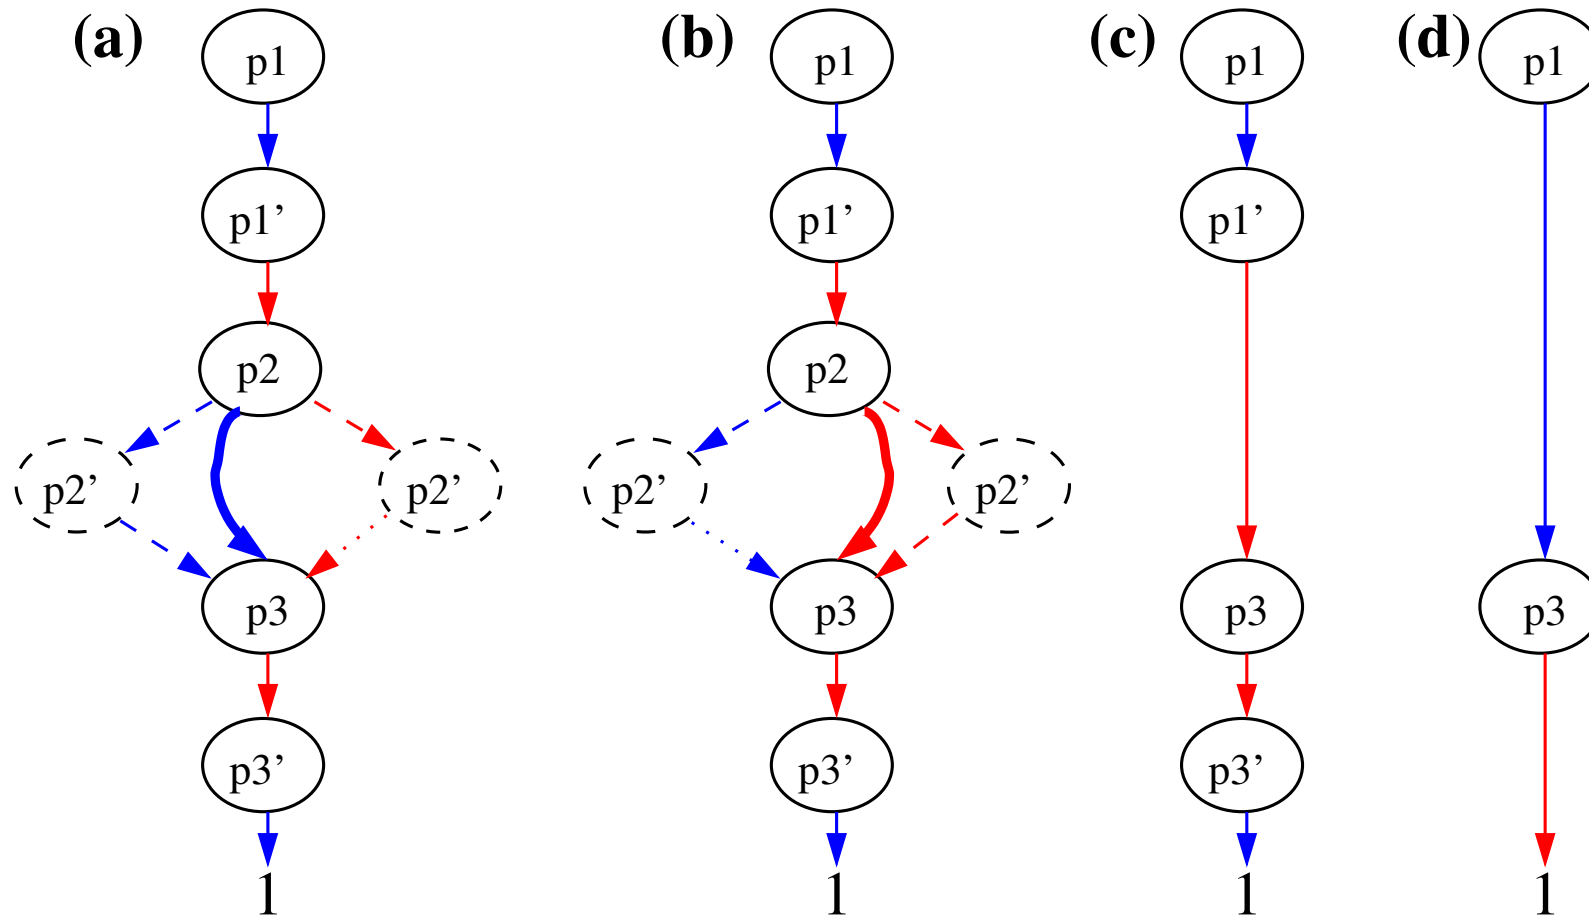 (a) p1 (b) p1 (c) p1 (d) p1
p1’ p1’ p1’
p2 p2
p2’ p2’ p2’ p2’
p3 p3 p3 p3
p3’ p3’ p3’
1 1 1 1